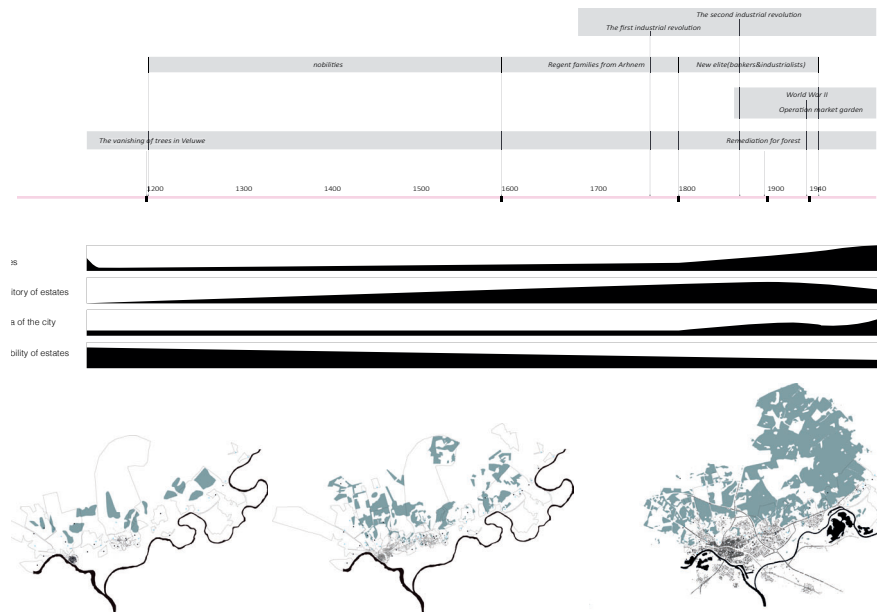 The second industrial revolution
The first industrial revolution
nobilities
Regent families from Arhnem
New elite(bankers&industrialists)
World War II
Operation market garden
The vanishing of trees in Veluwe
Remediation for forest
1200
1300
1400
1500
1600
1700
1800
1900
1940
es
itory of estates
a of the city
bility of estates